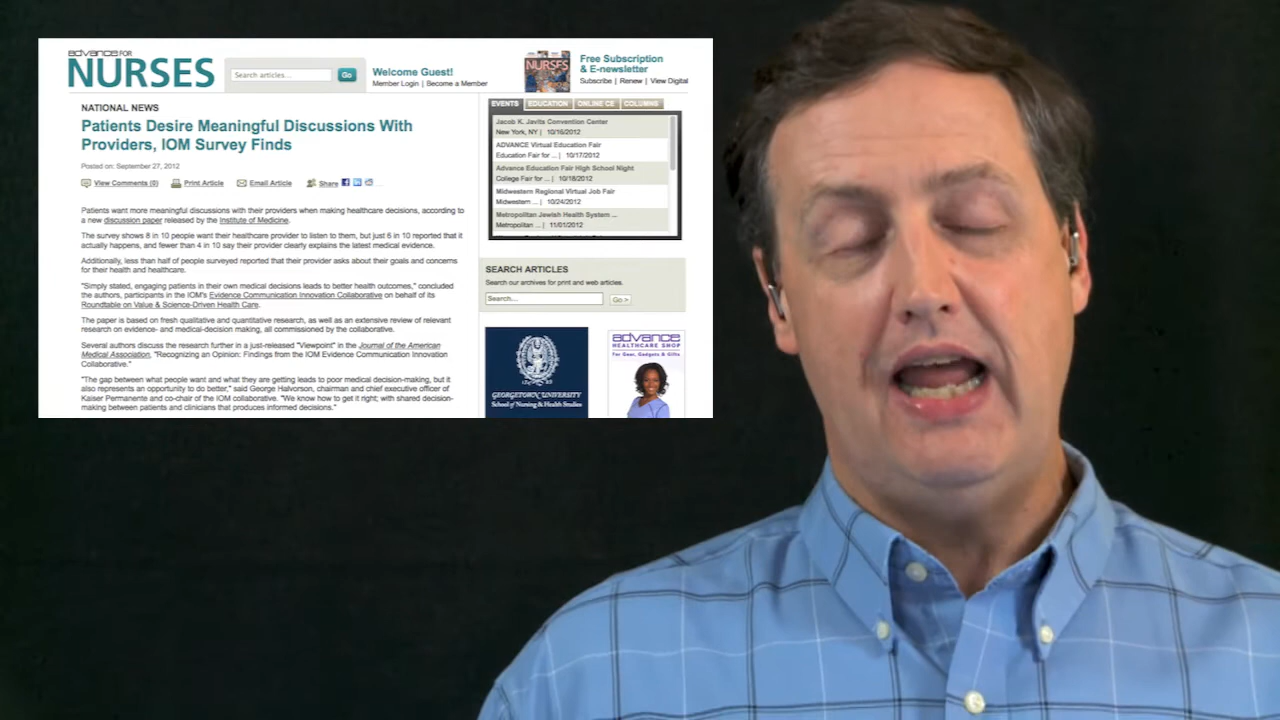 advance FOR
NURSES
Search articles...
Go
Welcome Guest!
Member Login | Become a Member
NURSES
Free Subscription
& E-newsletter
Subscribe | Renew | View Digital
NATIONAL NEWS
Patients Desire Meaningful Discussions With
Providers, IOM Survey Finds
Posted on: September 27, 2012
View Comments (0) Print Article Email Article Share
Patients want more meaningful discussions with their providers when making healthcare decisions, according to
a new discussion paper released by the Institute of Medicine.
The survey shows 8 in 10 people want their healthcare provider to listen to them, but just 6 in 10 reported that it
actually happens, and fewer than 4 in 10 say their provider clearly explains the latest medical evidence.
Additionally, less than half of people surveyed reported that their provider asks about their goals and concerns
for their health and healthcare.
"Simply stated, engaging patients in their own medical decisions leads to better health outcomes," concluded
the authors, participants in the IOM's Evidence Communication Innovation Collaborative on behalf of its
Roundtable on Value & Science-Driven Health Care.
The paper is based on fresh qualitative and quantitative research, as well as an extensive review of relevant
research on evidence- and medical-decision making, all commissioned by the collaborative.
Several authors discuss the research further in a just-released "Viewpoint" in the Journal of the American
Medical Association, "Recognizing an Opinion: Findings from the IOM Evidence Communication Innovation
Collaborative."
"The gap between what people want and what they are getting leads to poor medical decision-making, but it
also represents an opportunity to do better," said George Halvorson, chairman and chief executive officer of
Kaiser Permanente and co-chair of the IOM collaborative. "We know how to get it right; with shared decision-
making between patients and clinicians that produces informed decisions."
EVENTS EDUCATION ONLINE CE COLUMNS
Jacob K. Javits Convention Center
New York, NY | 10/16/2012
ADVANCE Virtual Education Fair
Education Fair for ... | 10/17/2012
Advance Education Fair High School Night
College Fair for ... | 10/18/2012
Midwestern Regional Virtual Job Fair
Midwestern ... | 10/24/2012
Metropolitan Jewish Health System ...
Metropolitan ... | 11/01/2012
SEARCH ARTICLES
Search our archives for print and web articles.
Search...
Go >
GEORGETOWN UNIVERSITY
School of Nursing & Health Studies
advance
HEALTHCARE SHOP
For Gear, Gadgets & Gifts